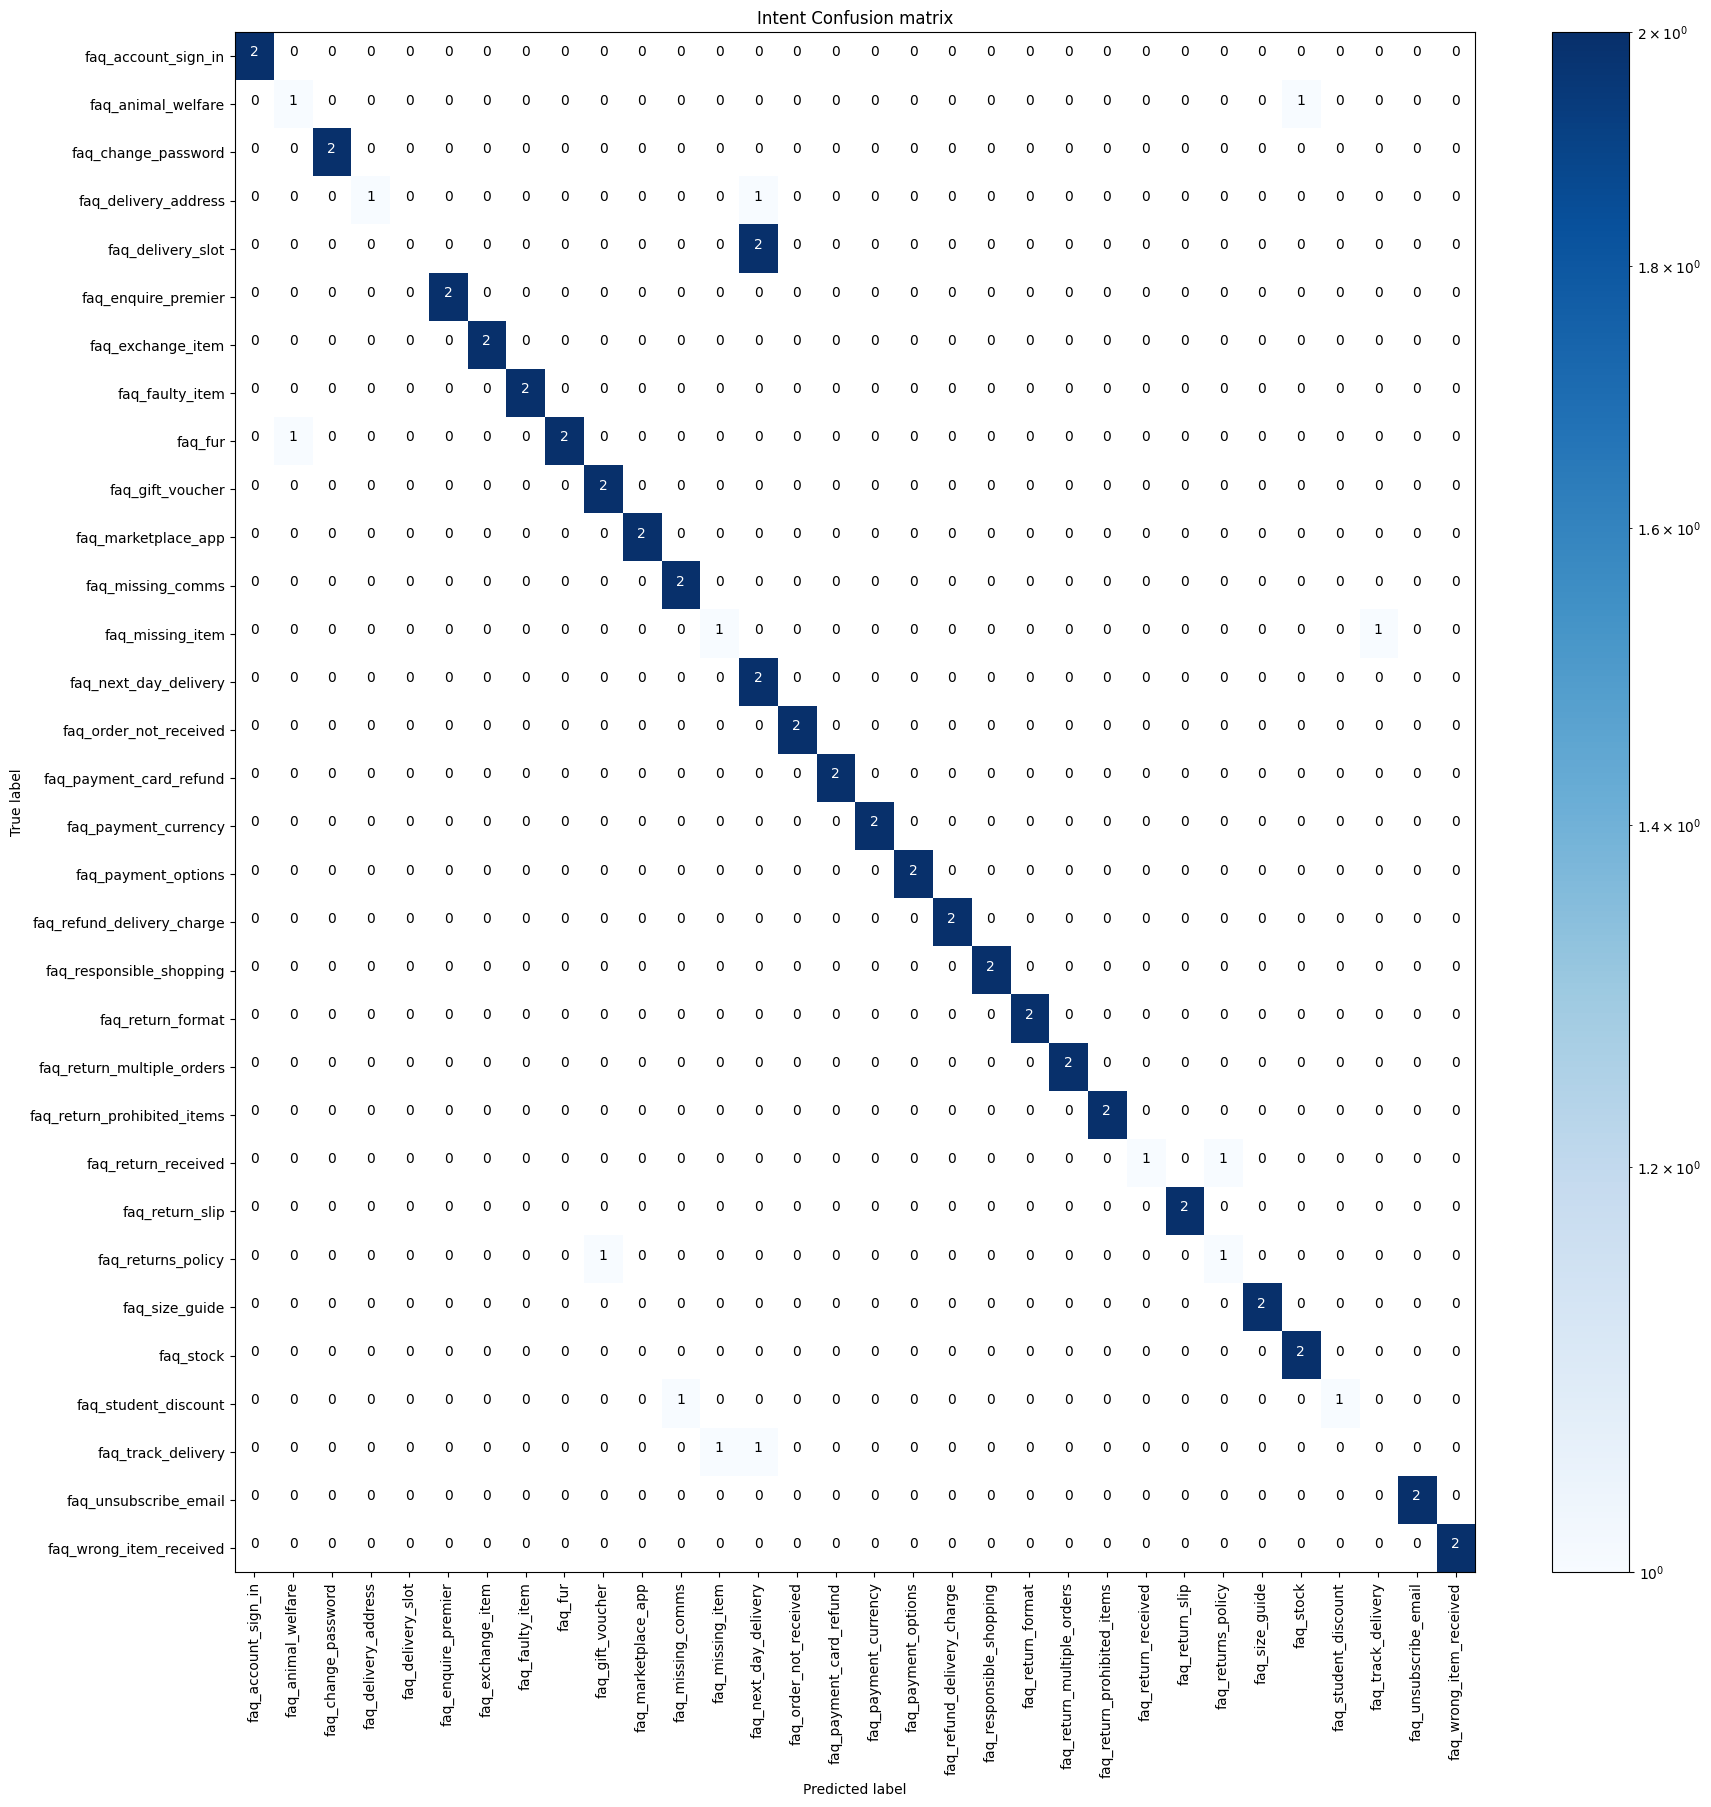 Intent Confusion matrix
faq_account_sign_in 2 0 0 0 0 0 0 0 0 0 0 0 0 0 0 0 0 0 0 0 0 0 0 0 0 0 0 0 0 0 0 0
faq_animal_welfare 0 1 0 0 0 0 0 0 0 0 0 0 0 0 0 0 0 0 0 0 0 0 0 0 0 0 0 1 0 0 0 0
faq_change_password 0 0 2 0 0 0 0 0 0 0 0 0 0 0 0 0 0 0 0 0 0 0 0 0 0 0 0 0 0 0 0 0
faq_delivery_address 0 0 0 1 0 0 0 0 0 0 0 0 0 1 0 0 0 0 0 0 0 0 0 0 0 0 0 0 0 0 0 0
faq_delivery_slot 0 0 0 0 0 0 0 0 0 0 0 0 0 2 0 0 0 0 0 0 0 0 0 0 0 0 0 0 0 0 0 0
faq_enquire_premier 0 0 0 0 0 2 0 0 0 0 0 0 0 0 0 0 0 0 0 0 0 0 0 0 0 0 0 0 0 0 0 0
faq_exchange_item 0 0 0 0 0 0 2 0 0 0 0 0 0 0 0 0 0 0 0 0 0 0 0 0 0 0 0 0 0 0 0 0
faq_faulty_item 0 0 0 0 0 0 0 2 0 0 0 0 0 0 0 0 0 0 0 0 0 0 0 0 0 0 0 0 0 0 0 0
faq_fur 0 1 0 0 0 0 0 0 2 0 0 0 0 0 0 0 0 0 0 0 0 0 0 0 0 0 0 0 0 0 0 0
faq_gift_voucher 0 0 0 0 0 0 0 0 0 2 0 0 0 0 0 0 0 0 0 0 0 0 0 0 0 0 0 0 0 0 0 0
faq_marketplace_app 0 0 0 0 0 0 0 0 0 0 2 0 0 0 0 0 0 0 0 0 0 0 0 0 0 0 0 0 0 0 0 0
faq_missing_comms 0 0 0 0 0 0 0 0 0 0 0 2 0 0 0 0 0 0 0 0 0 0 0 0 0 0 0 0 0 0 0 0
faq_missing_item 0 0 0 0 0 0 0 0 0 0 0 0 1 0 0 0 0 0 0 0 0 0 0 0 0 0 0 0 0 1 0 0
faq_next_day_delivery 0 0 0 0 0 0 0 0 0 0 0 0 0 2 0 0 0 0 0 0 0 0 0 0 0 0 0 0 0 0 0 0
faq_order_not_received 0 0 0 0 0 0 0 0 0 0 0 0 0 0 2 0 0 0 0 0 0 0 0 0 0 0 0 0 0 0 0 0
faq_payment_card_refund 0 0 0 0 0 0 0 0 0 0 0 0 0 0 0 2 0 0 0 0 0 0 0 0 0 0 0 0 0 0 0 0
faq_payment_currency 0 0 0 0 0 0 0 0 0 0 0 0 0 0 0 0 2 0 0 0 0 0 0 0 0 0 0 0 0 0 0 0
faq_payment_options 0 0 0 0 0 0 0 0 0 0 0 0 0 0 0 0 0 2 0 0 0 0 0 0 0 0 0 0 0 0 0 0
faq_refund_delivery_charge 0 0 0 0 0 0 0 0 0 0 0 0 0 0 0 0 0 0 2 0 0 0 0 0 0 0 0 0 0 0 0 0
faq_responsible_shopping 0 0 0 0 0 0 0 0 0 0 0 0 0 0 0 0 0 0 0 2 0 0 0 0 0 0 0 0 0 0 0 0
faq_return_format 0 0 0 0 0 0 0 0 0 0 0 0 0 0 0 0 0 0 0 0 2 0 0 0 0 0 0 0 0 0 0 0
faq_return_multiple_orders 0 0 0 0 0 0 0 0 0 0 0 0 0 0 0 0 0 0 0 0 0 2 0 0 0 0 0 0 0 0 0 0
faq_return_prohibited_items 0 0 0 0 0 0 0 0 0 0 0 0 0 0 0 0 0 0 0 0 0 0 2 0 0 0 0 0 0 0 0 0
faq_return_received 0 0 0 0 0 0 0 0 0 0 0 0 0 0 0 0 0 0 0 0 0 0 0 1 0 1 0 0 0 0 0 0
faq_return_slip 0 0 0 0 0 0 0 0 0 0 0 0 0 0 0 0 0 0 0 0 0 0 0 0 2 0 0 0 0 0 0 0
faq_returns_policy 0 0 0 0 0 0 0 0 0 1 0 0 0 0 0 0 0 0 0 0 0 0 0 0 0 1 0 0 0 0 0 0
faq_size_guide 0 0 0 0 0 0 0 0 0 0 0 0 0 0 0 0 0 0 0 0 0 0 0 0 0 0 2 0 0 0 0 0
faq_stock 0 0 0 0 0 0 0 0 0 0 0 0 0 0 0 0 0 0 0 0 0 0 0 0 0 0 0 2 0 0 0 0
faq_student_discount 0 0 0 0 0 0 0 0 0 0 0 1 0 0 0 0 0 0 0 0 0 0 0 0 0 0 0 0 1 0 0 0
faq_track_delivery 0 0 0 0 0 0 0 0 0 0 0 0 1 1 0 0 0 0 0 0 0 0 0 0 0 0 0 0 0 0 0 0
faq_unsubscribe_email 0 0 0 0 0 0 0 0 0 0 0 0 0 0 0 0 0 0 0 0 0 0 0 0 0 0 0 0 0 0 2 0
faq_wrong_item_received 0 0 0 0 0 0 0 0 0 0 0 0 0 0 0 0 0 0 0 0 0 0 0 0 0 0 0 0 0 0 0 2
True label
faq_account_sign_in
faq_animal_welfare
faq_change_password
faq_delivery_address
faq_delivery_slot
faq_enquire_premier
faq_exchange_item
faq_faulty_item
faq_fur
faq_gift_voucher
faq_marketplace_app
faq_missing_comms
faq_missing_item
faq_next_day_delivery
faq_order_not_received
faq_payment_card_refund
faq_payment_currency
faq_payment_options
faq_refund_delivery_charge
faq_responsible_shopping
faq_return_format
faq_return_multiple_orders
faq_return_prohibited_items
faq_return_received
faq_return_slip
faq_returns_policy
faq_size_guide
faq_stock
faq_student_discount
faq_track_delivery
faq_unsubscribe_email
faq_wrong_item_received
Predicted label
2 × 10⁰
1.8 × 10⁰
1.6 × 10⁰
1.4 × 10⁰
1.2 × 10⁰
10⁰